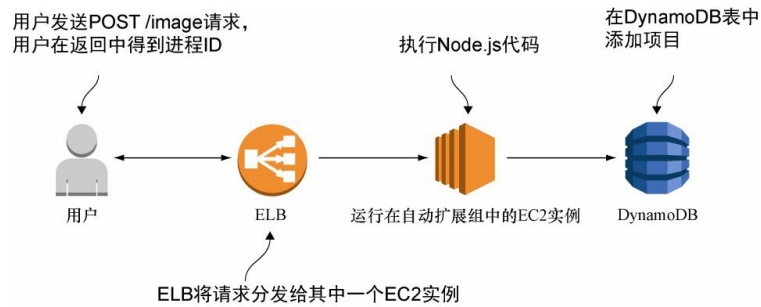 用户发送POST /image请求,
用户在返回中得到进程ID
执行Node.js代码
在DynamoDB表中
添加项目
用户
ELB
运行在自动扩展组中的EC2实例
DynamoDB
ELB将请求分发给其中一个EC2实例